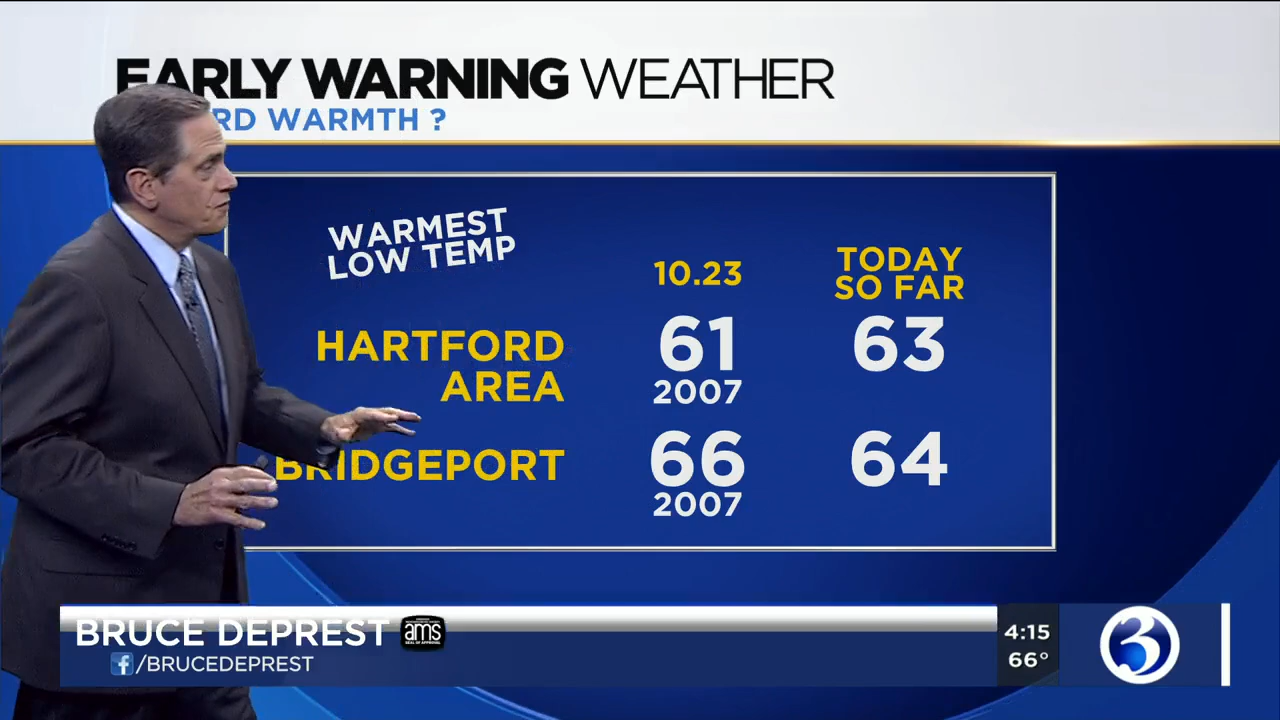 EARLY WARNING WEATHER
RD WARMTH ?
WARMEST
LOW TEMP
10.23
TODAY
SO FAR
HARTFORD
AREA
61
2007
63
BRIDGEPORT
66
2007
64
BRUCE DEPREST
ams
/BRUCEDEPREST
4:15
66°
3